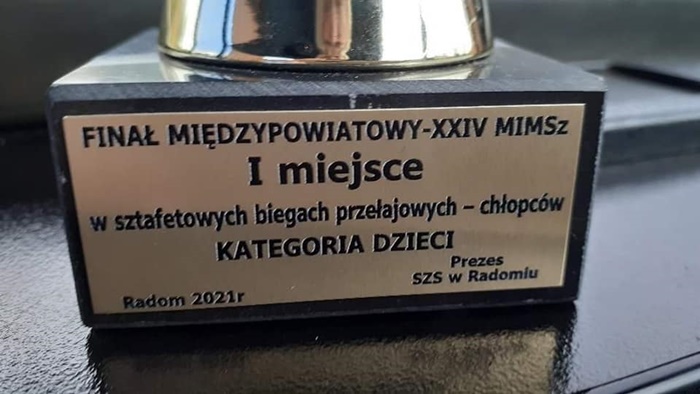 FINAŁ MIĘDZYPOWIATOWY-XXIV MIMSz
I miejsce
w sztafetowych biegach przełajowych – chłopców
KATEGORIA DZIECI
Prezes
SZS w Radomiu
Radom 2021r